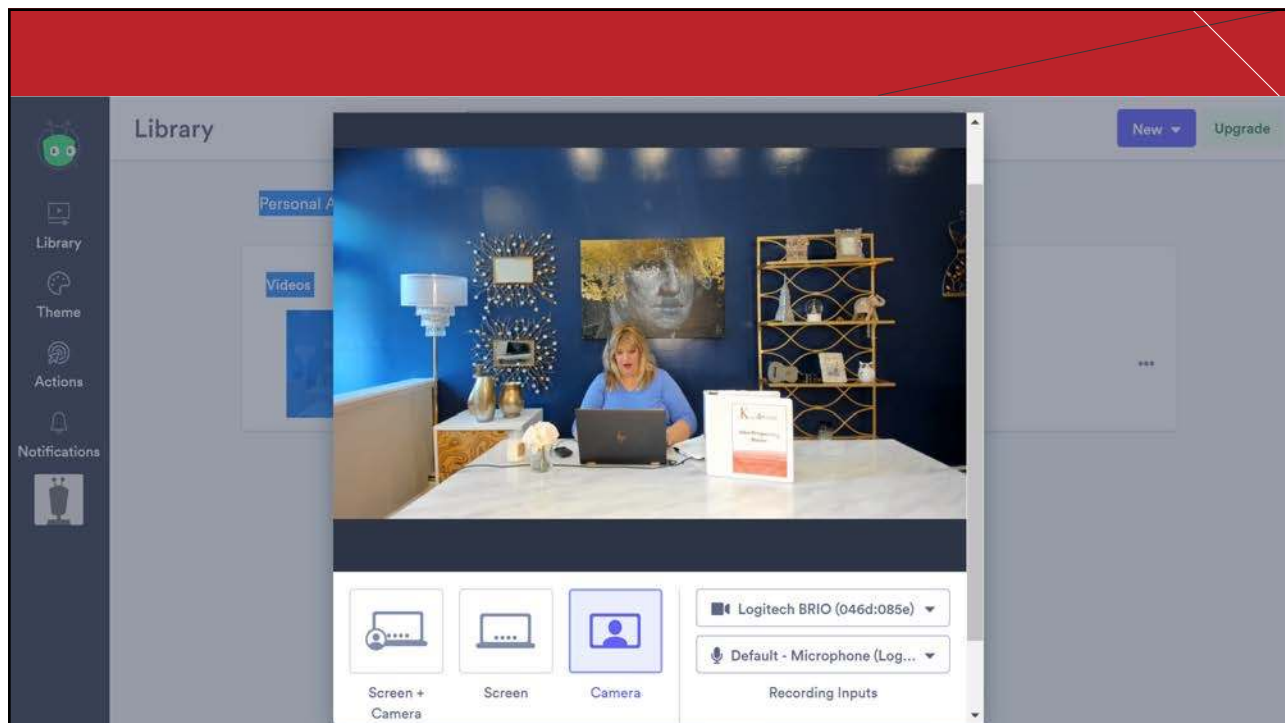 Library
New
Upgrade
Personal A
Videos
Library
Theme
Actions
Notifications
Logitech BRIO (046d:085e)
Default - Microphone (Log...
Screen +
Camera
Screen
Camera
Recording Inputs